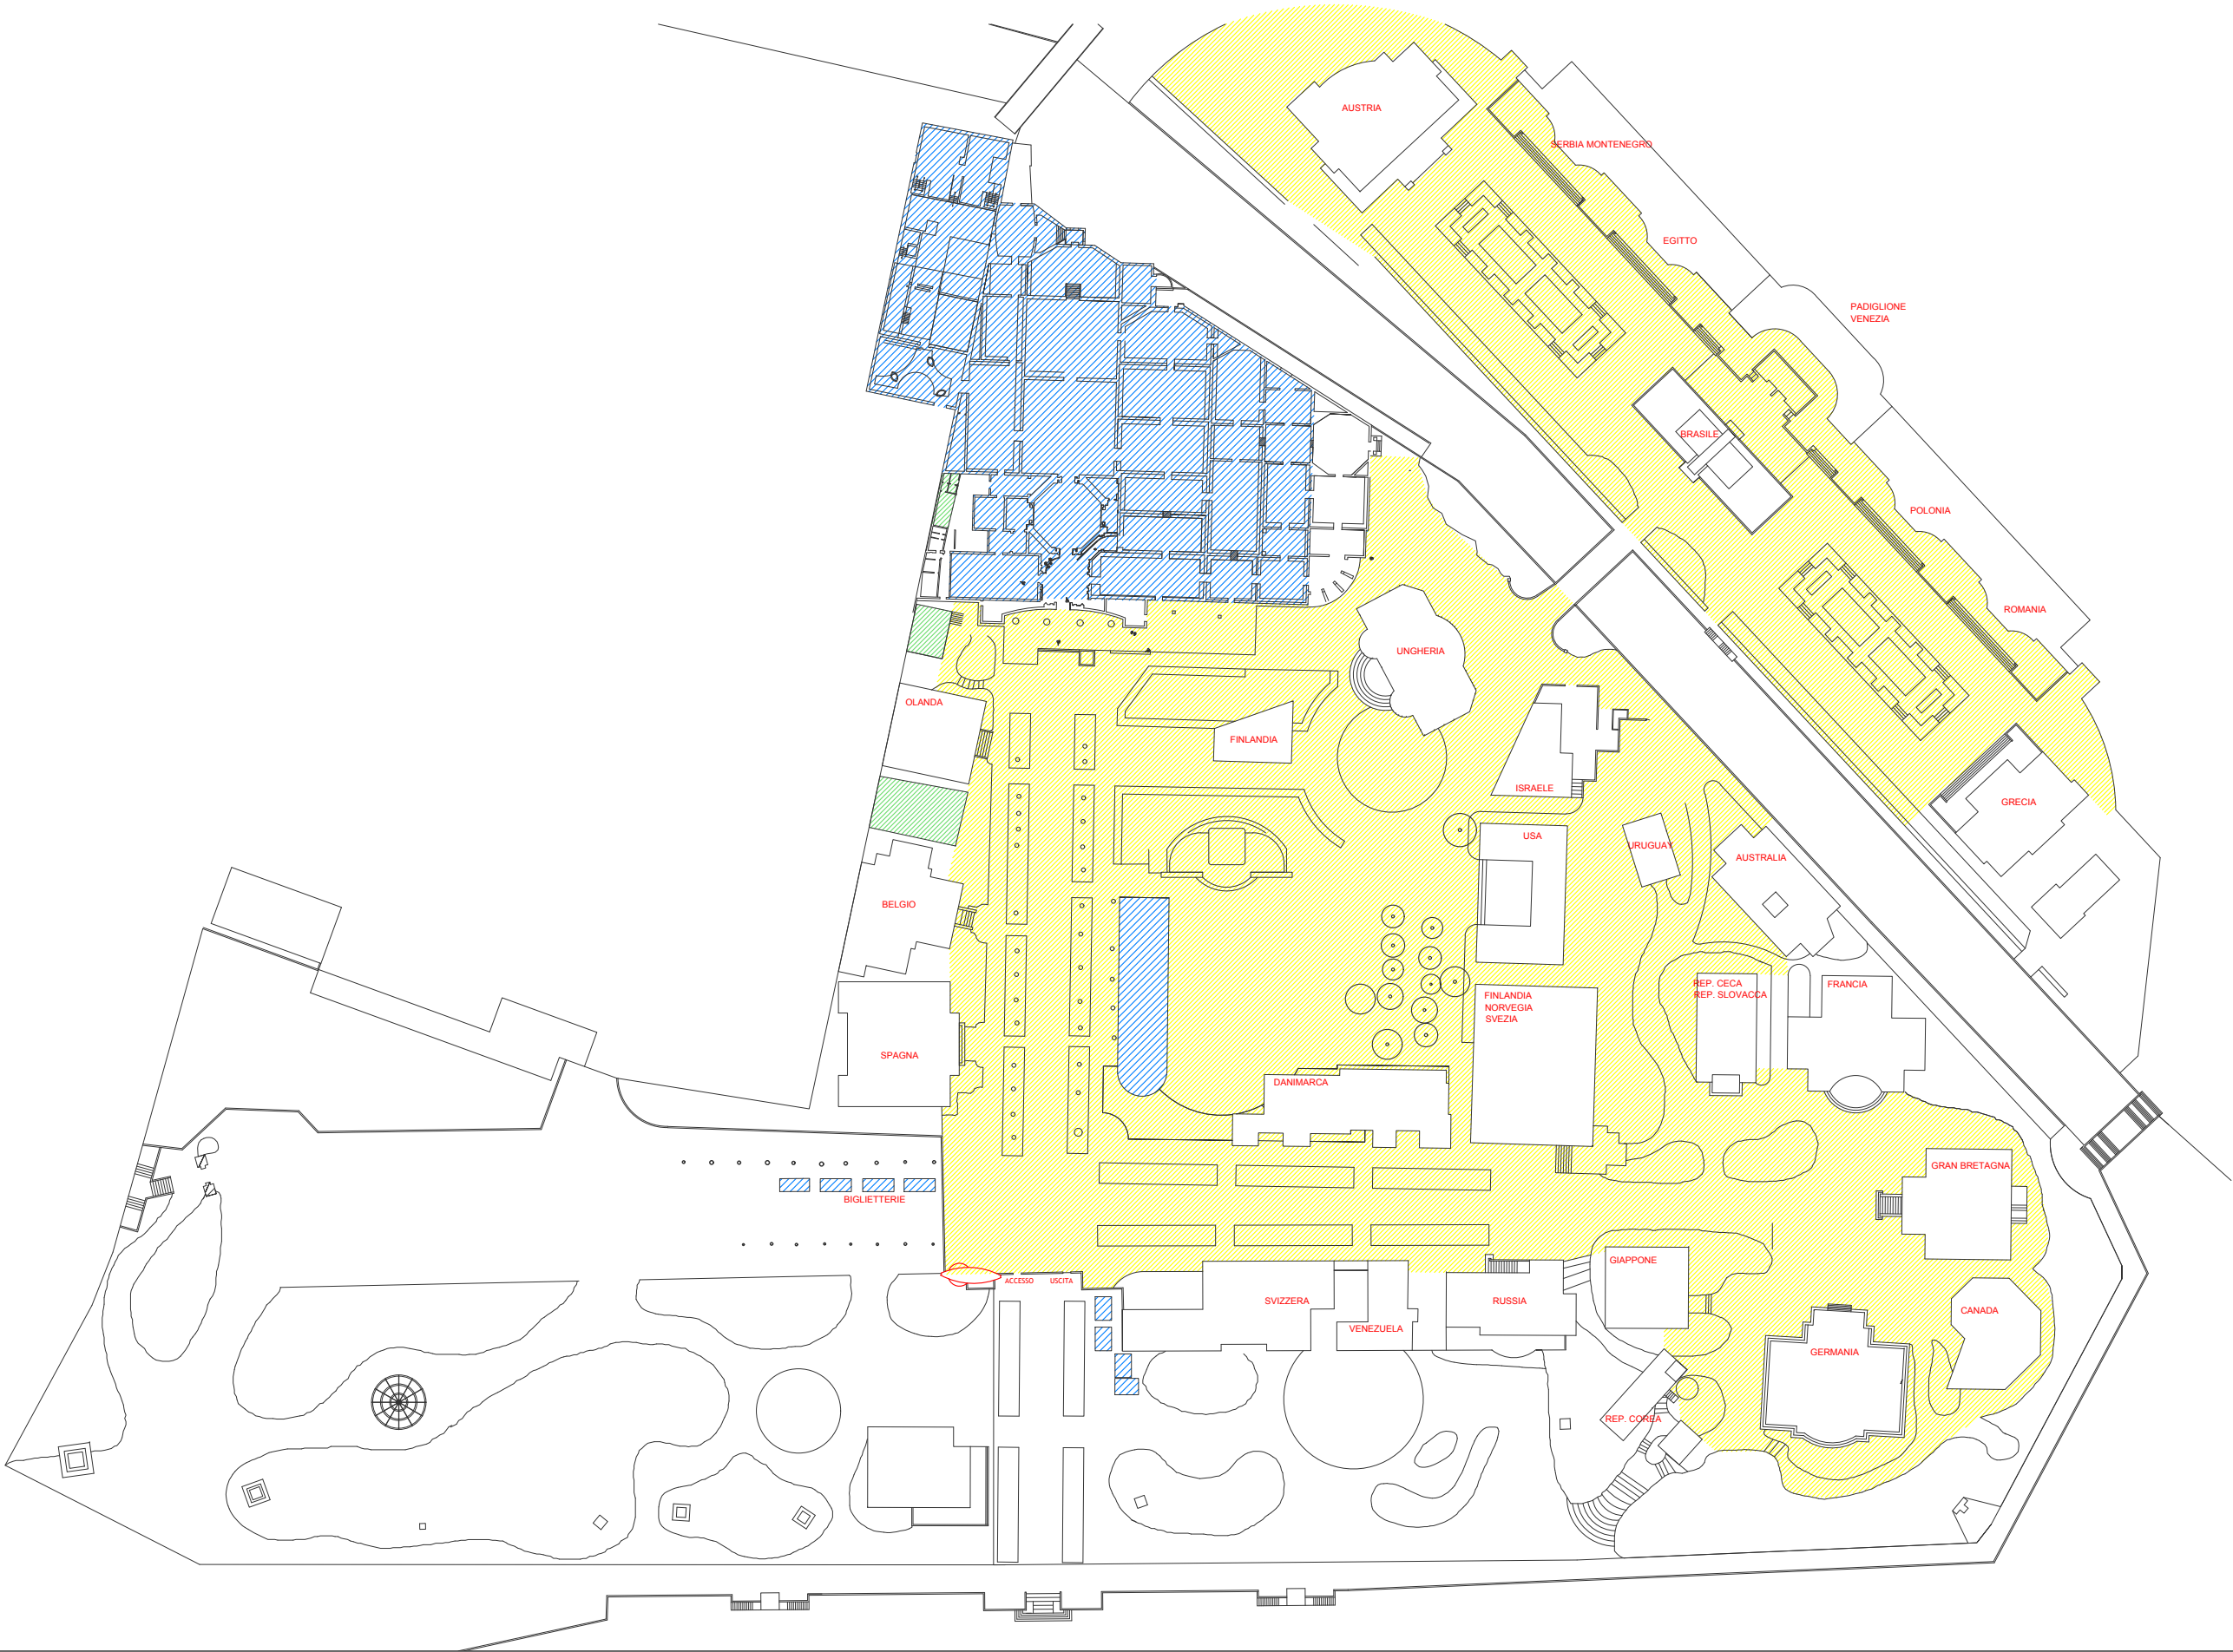 AUSTRIA
SERBIA MONTENEGRO
EGITTO
PADIGLIONE
VENEZIA
BRASILE
POLONIA
ROMANIA
UNGHERIA
OLANDA
FINLANDIA
ISRAELE
GRECIA
USA
URUGUAY
AUSTRALIA
BELGIO
REP. CECA
REP. SLOVACCA
FRANCIA
FINLANDIA
NORVEGIA
SVEZIA
SPAGNA
DANIMARCA
GRAN BRETAGNA
BIGLIETTERIE
GIAPPONE
ACCESSO
USCITA
SVIZZERA
RUSSIA
CANADA
VENEZUELA
GERMANIA
REP. COREA